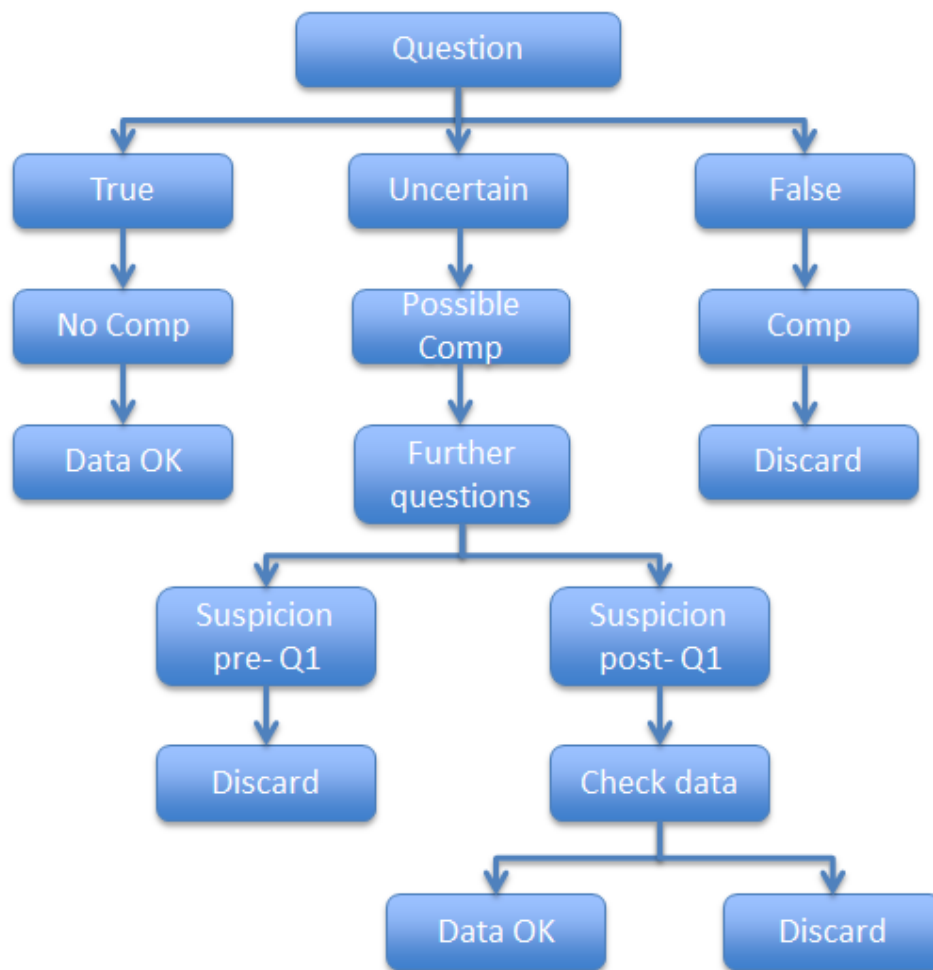 Question
True
Uncertain
False
No Comp
Possible
Comp
Comp
Data OK
Further
questions
Discard
Suspicion
pre- Q1
Suspicion
post- Q1
Discard
Check data
Data OK
Discard